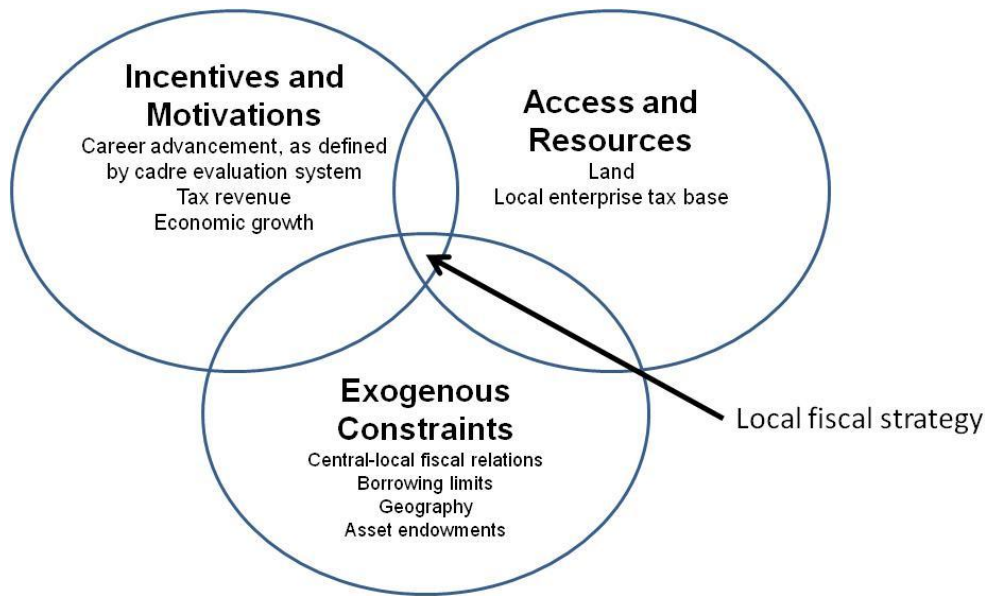 Incentives and
Motivations
Career advancement, as defined
by cadre evaluation system
Tax revenue
Economic growth
Access and
Resources
Land
Local enterprise tax base
Exogenous
Constraints
Central-local fiscal relations
Borrowing limits
Geography
Asset endowments
Local fiscal strategy